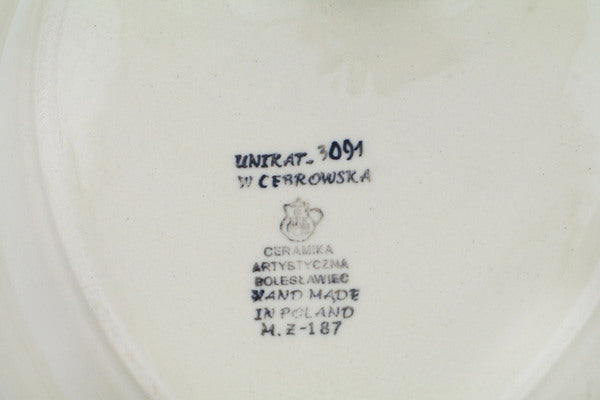 UNIKAT-3091
W CEBROWSKA
CERAMIKA
ARTYSTYCZNA
BOLESŁAWIEC
HAND MADE
IN POLAND
M.Z-187